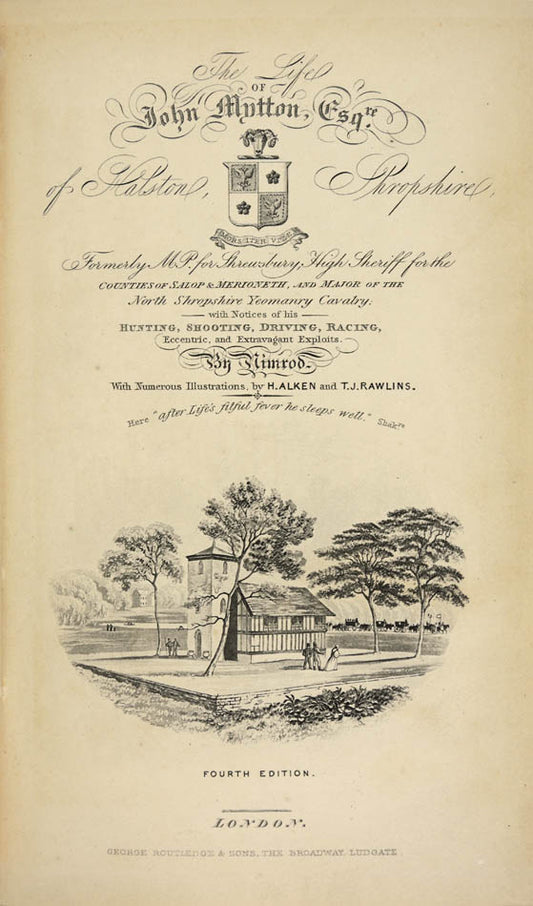 The Life
OF
John Mytton, Esqre.
of Halston, Shropshire,
MORS ITER VITÆ
Formerly M.P. for Shrewsbury, High Sheriff for the
COUNTIES OF SALOP & MERIONETH, AND MAJOR OF THE
North Shropshire Yeomanry Cavalry:
with Notices of his
HUNTING, SHOOTING, DRIVING, RACING,
Eccentric, and Extravagant Exploits.
By Nimrod.
With Numerous Illustrations, by H. ALKEN and T.J. RAWLINS.
Here "after Life's fitful fever he sleeps well." Shakre
FOURTH EDITION.
LONDON.
GEORGE ROUTLEDGE & SONS, THE BROADWAY, LUDGATE.